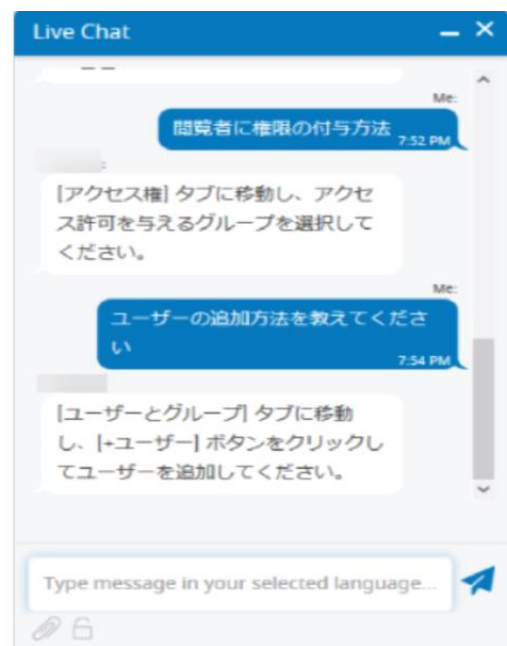 Live Chat
Me:
閲覧者に権限の付与方法
7:52 PM
[アクセス権] タブに移動し、アクセ
ス許可を与えるグループを選択して
ください。
Me:
ユーザーの追加方法を教えてくださ
い
7:54 PM
[ユーザーとグループ] タブに移動
し、[+ユーザー] ボタンをクリックし
てユーザーを追加してください。
Type message in your selected language...